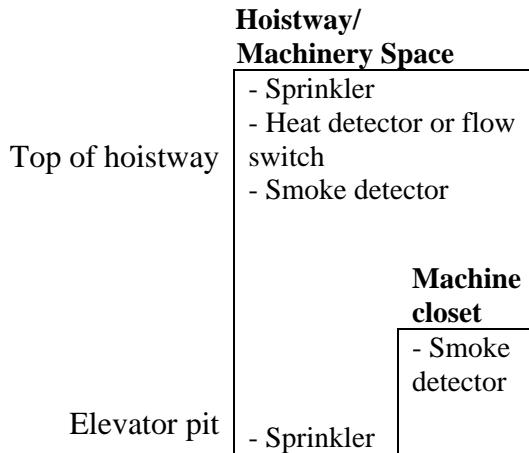 Hoistway/
Machinery Space
- Sprinkler
- Heat detector or flow
switch
- Smoke detector
Top of hoistway
Machine
closet
- Smoke
detector
Elevator pit
- Sprinkler